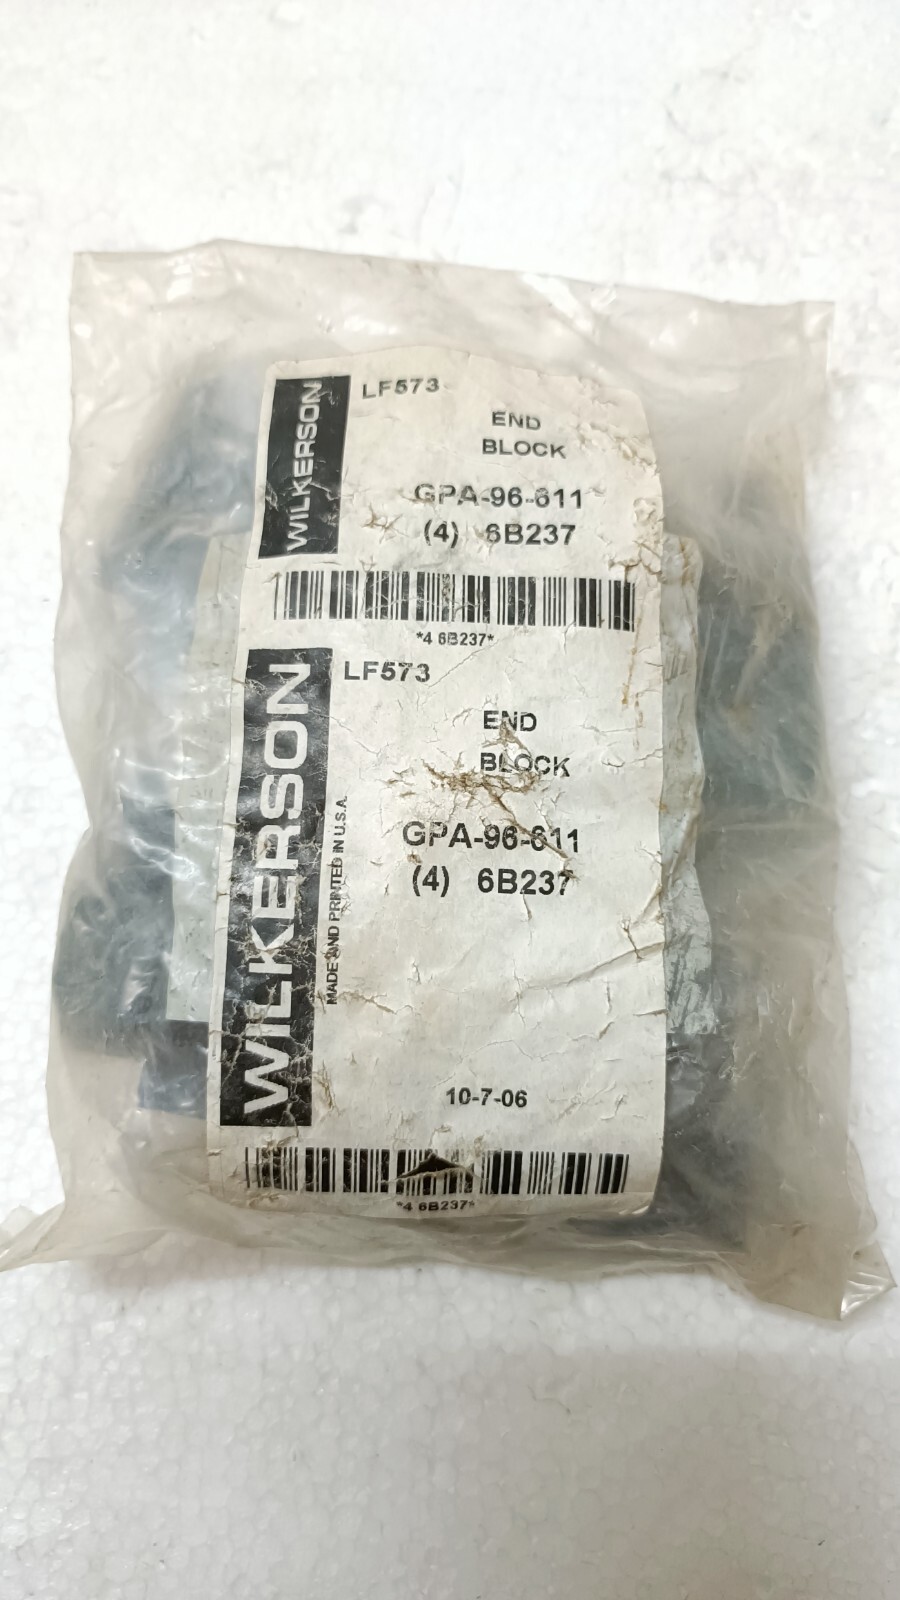 WILKERSON
LF573
END
BLOCK
GPA-96-611
(4) 6B237
*4 6B237*
WILKERSON
LF573
END
BLOCK
MADE AND PRINTED IN U.S.A.
GPA-96-611
(4) 6B237
10-7-06
*4 6B237*